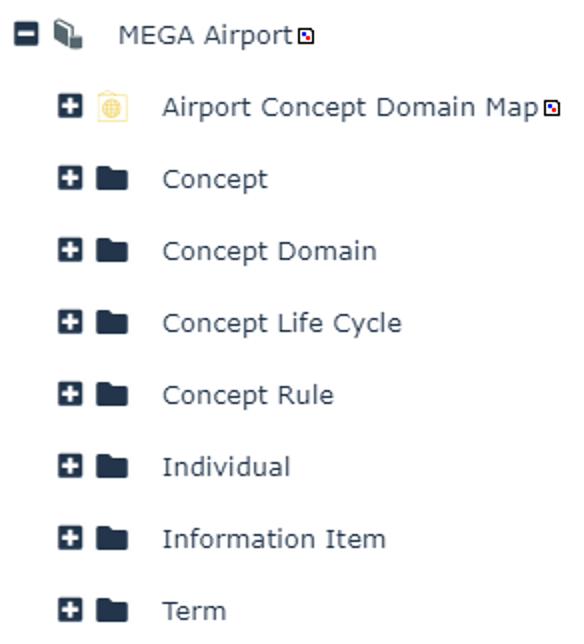 MEGA Airport
Airport Concept Domain Map
Concept
Concept Domain
Concept Life Cycle
Concept Rule
Individual
Information Item
Term